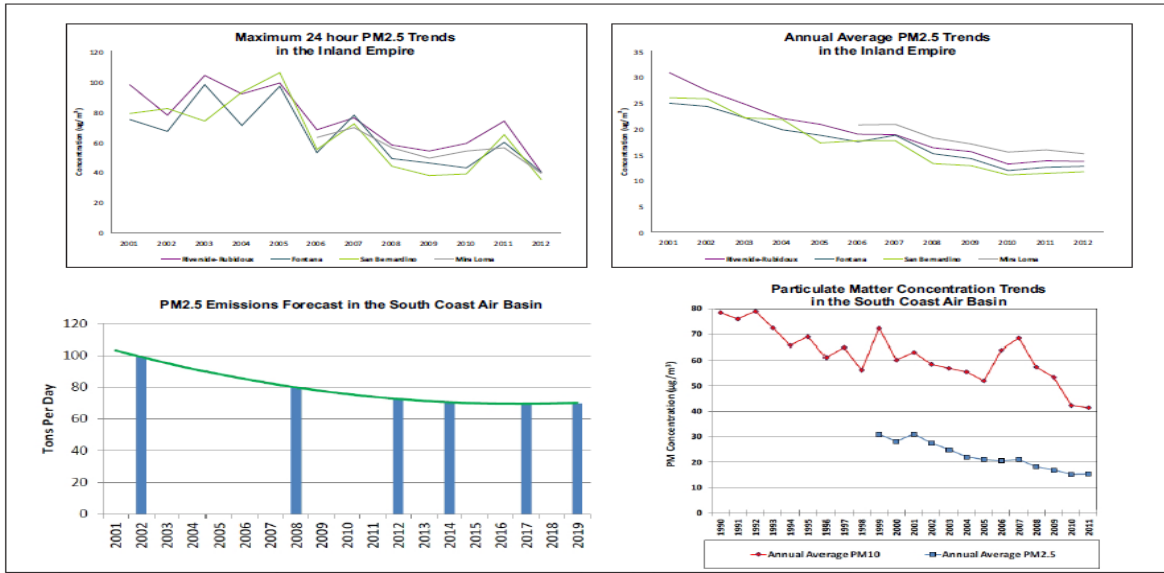 Maximum 24 hour PM2.5 Trends
in the Inland Empire
Concentration (ug/m³)
120
100
80
60
40
20
0
2001 2002 2003 2004 2005 2006 2007 2008 2009 2010 2011 2012
Riverside-Rubidoux Fontana San Bernardino Mira Loma
Annual Average PM2.5 Trends
in the Inland Empire
Concentration (ug/m³)
35
30
25
20
15
10
5
0
2001 2002 2003 2004 2005 2006 2007 2008 2009 2010 2011 2012
Riverside-Rubidoux Fontana San Bernardino Mira Loma
PM2.5 Emissions Forecast in the South Coast Air Basin
Tons Per Day
120
100
80
60
40
20
0
2001 2002 2003 2004 2005 2006 2007 2008 2009 2010 2011 2012 2013 2014 2015 2016 2017 2018 2019
Particulate Matter Concentration Trends
in the South Coast Air Basin
PM Concentration (µg/m³)
80
70
60
50
40
30
20
10
0
1990 1991 1992 1993 1994 1995 1996 1997 1998 1999 2000 2001 2002 2003 2004 2005 2006 2007 2008 2009 2010 2011
Annual Average PM10 Annual Average PM2.5